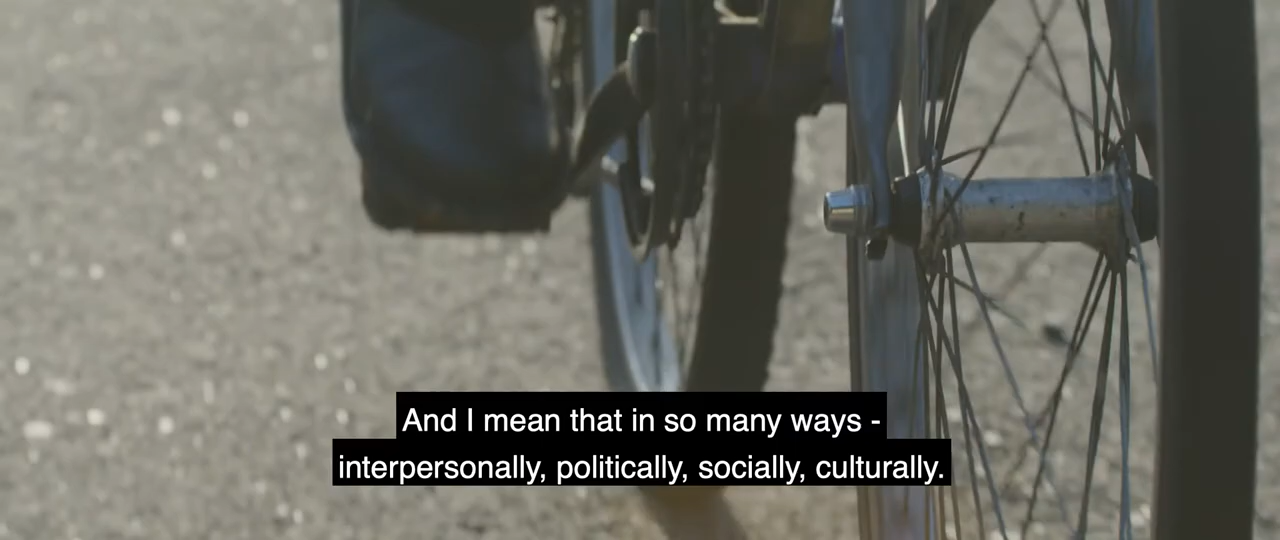 And I mean that in so many ways -
interpersonally, politically, socially, culturally.